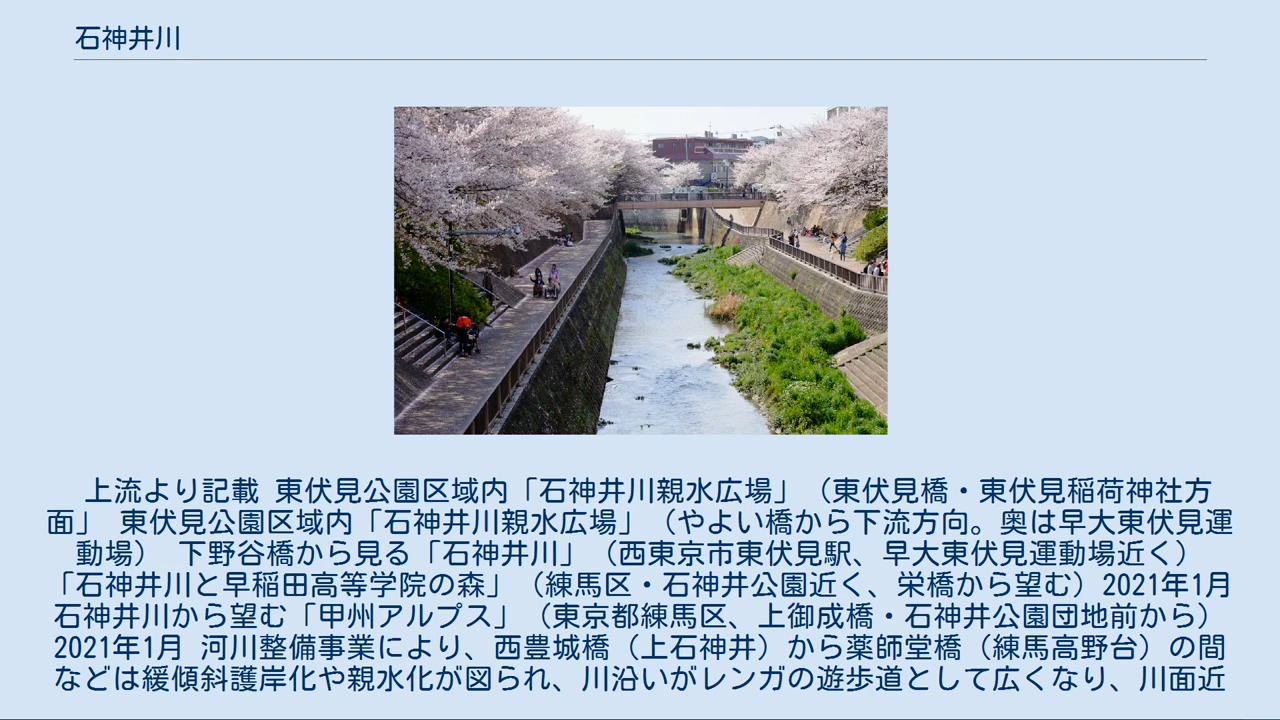 石神井川
上流より記載 東伏見公園区域内「石神井川親水広場」（東伏見橋・東伏見稲荷神社方
面」 東伏見公園区域内「石神井川親水広場」（やよい橋から下流方向。奥は早大東伏見運
動場） 下野谷橋から見る「石神井川」（西東京市東伏見駅、早大東伏見運動場近く）
「石神井川と早稲田高等学院の森」（練馬区・石神井公園近く、栄橋から望む）2021年1月
石神井川から望む「甲州アルプス」（東京都練馬区、上御成橋・石神井公園団地前から）
2021年1月 河川整備事業により、西豊城橋（上石神井）から薬師堂橋（練馬高野台）の間
などは緩傾斜護岸化や親水化が図られ、川沿いがレンガの遊歩道として広くなり、川面近